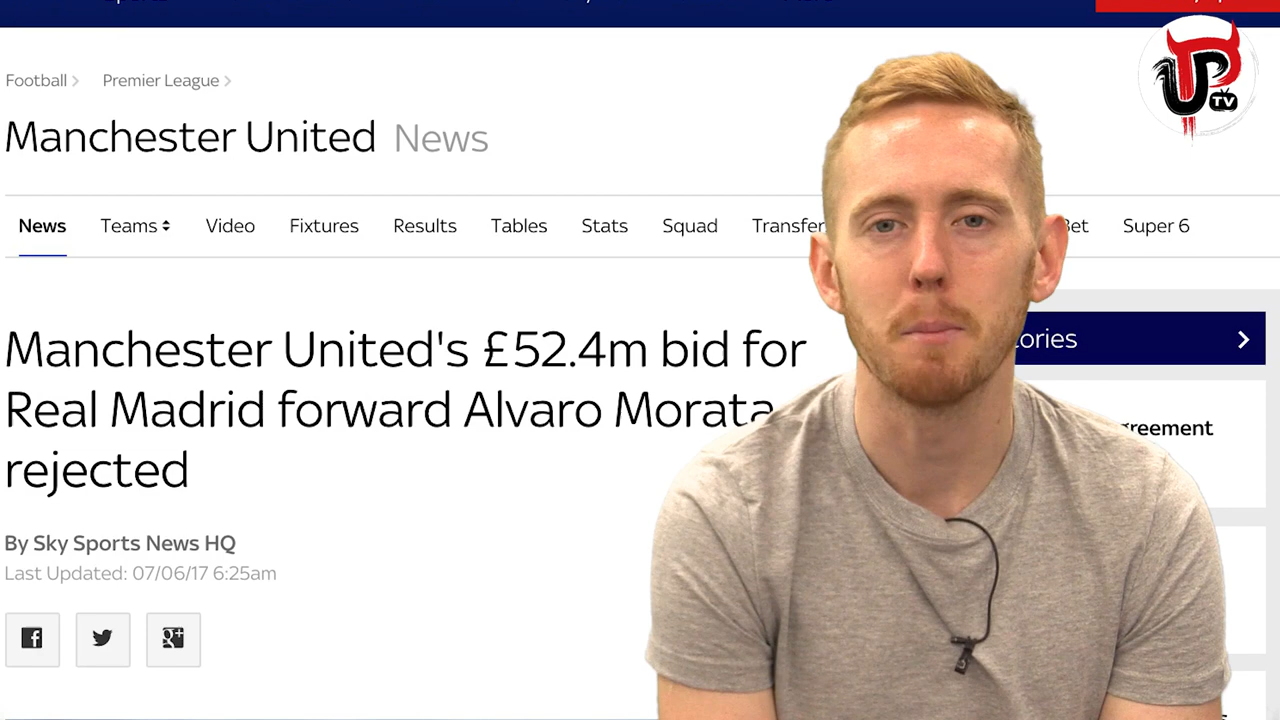 Football
Premier League
Manchester United News
News Teams Video Fixtures Results Tables Stats Squad Transfer Bet Super 6
Manchester United's £52.4m bid for
Real Madrid forward Alvaro Morata
rejected
By Sky Sports News HQ
Last Updated: 07/06/17 6:25am
TV